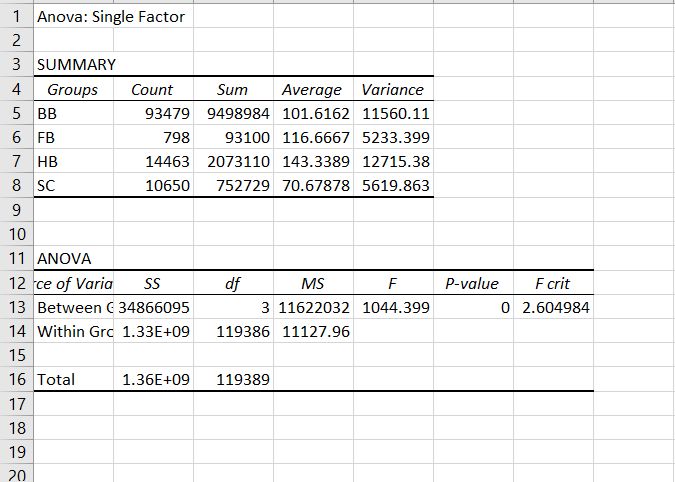 1 Anova: Single Factor
2
3 SUMMARY
4 Groups Count Sum Average Variance
5 BB 93479 9498984 101.6162 11560.11
6 FB 798 93100 116.6667 5233.399
7 HB 14463 2073110 143.3389 12715.38
8 SC 10650 752729 70.67878 5619.863
9
10
11 ANOVA
12 ce of Varia SS df MS F P-value F crit
13 Between G 34866095 3 11622032 1044.399 0 2.604984
14 Within Grc 1.33E+09 119386 11127.96
15
16 Total 1.36E+09 119389
17
18
19
20